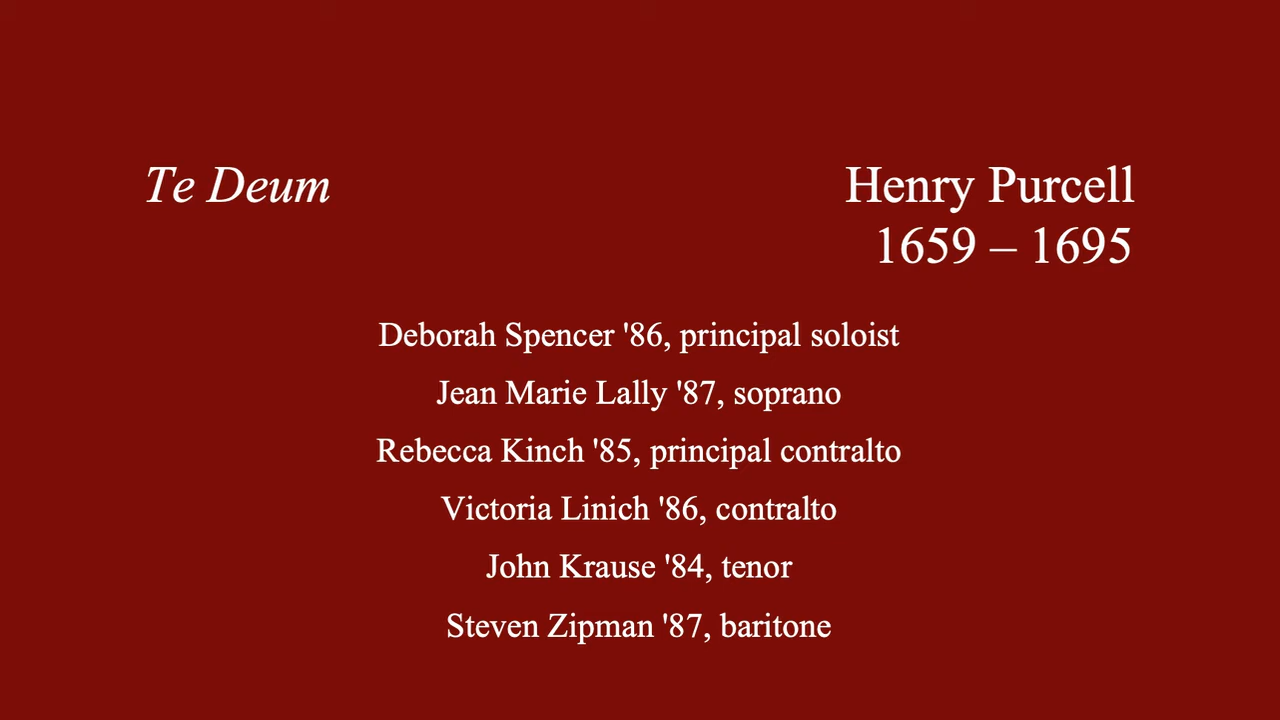 Te Deum Henry Purcell
1659 – 1695
Deborah Spencer '86, principal soloist
Jean Marie Lally '87, soprano
Rebecca Kinch '85, principal contralto
Victoria Linich '86, contralto
John Krause '84, tenor
Steven Zipman '87, baritone